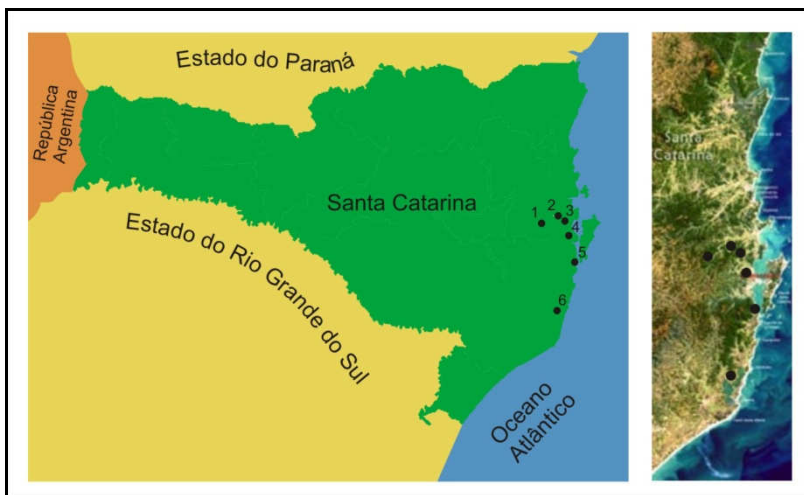 Estado do Paraná
República
Argentina
Santa Catarina
1
2
3
4
5
6
Estado do Rio Grande do Sul
Oceano
Atlântico
Santa
Catarina